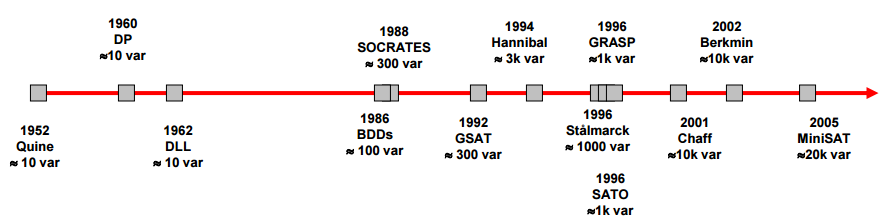 1960
DP
≈10 var
1988
SOCRATES
≈ 300 var
1994
Hannibal
≈ 3k var
1996
GRASP
≈1k var
2002
Berkmin
≈10k var
1952
Quine
≈ 10 var
1962
DLL
≈ 10 var
1986
BDDs
≈ 100 var
1992
GSAT
≈ 300 var
1996
Stålmarck
≈ 1000 var
1996
SATO
≈1k var
2001
Chaff
≈10k var
2005
MiniSAT
≈20k var